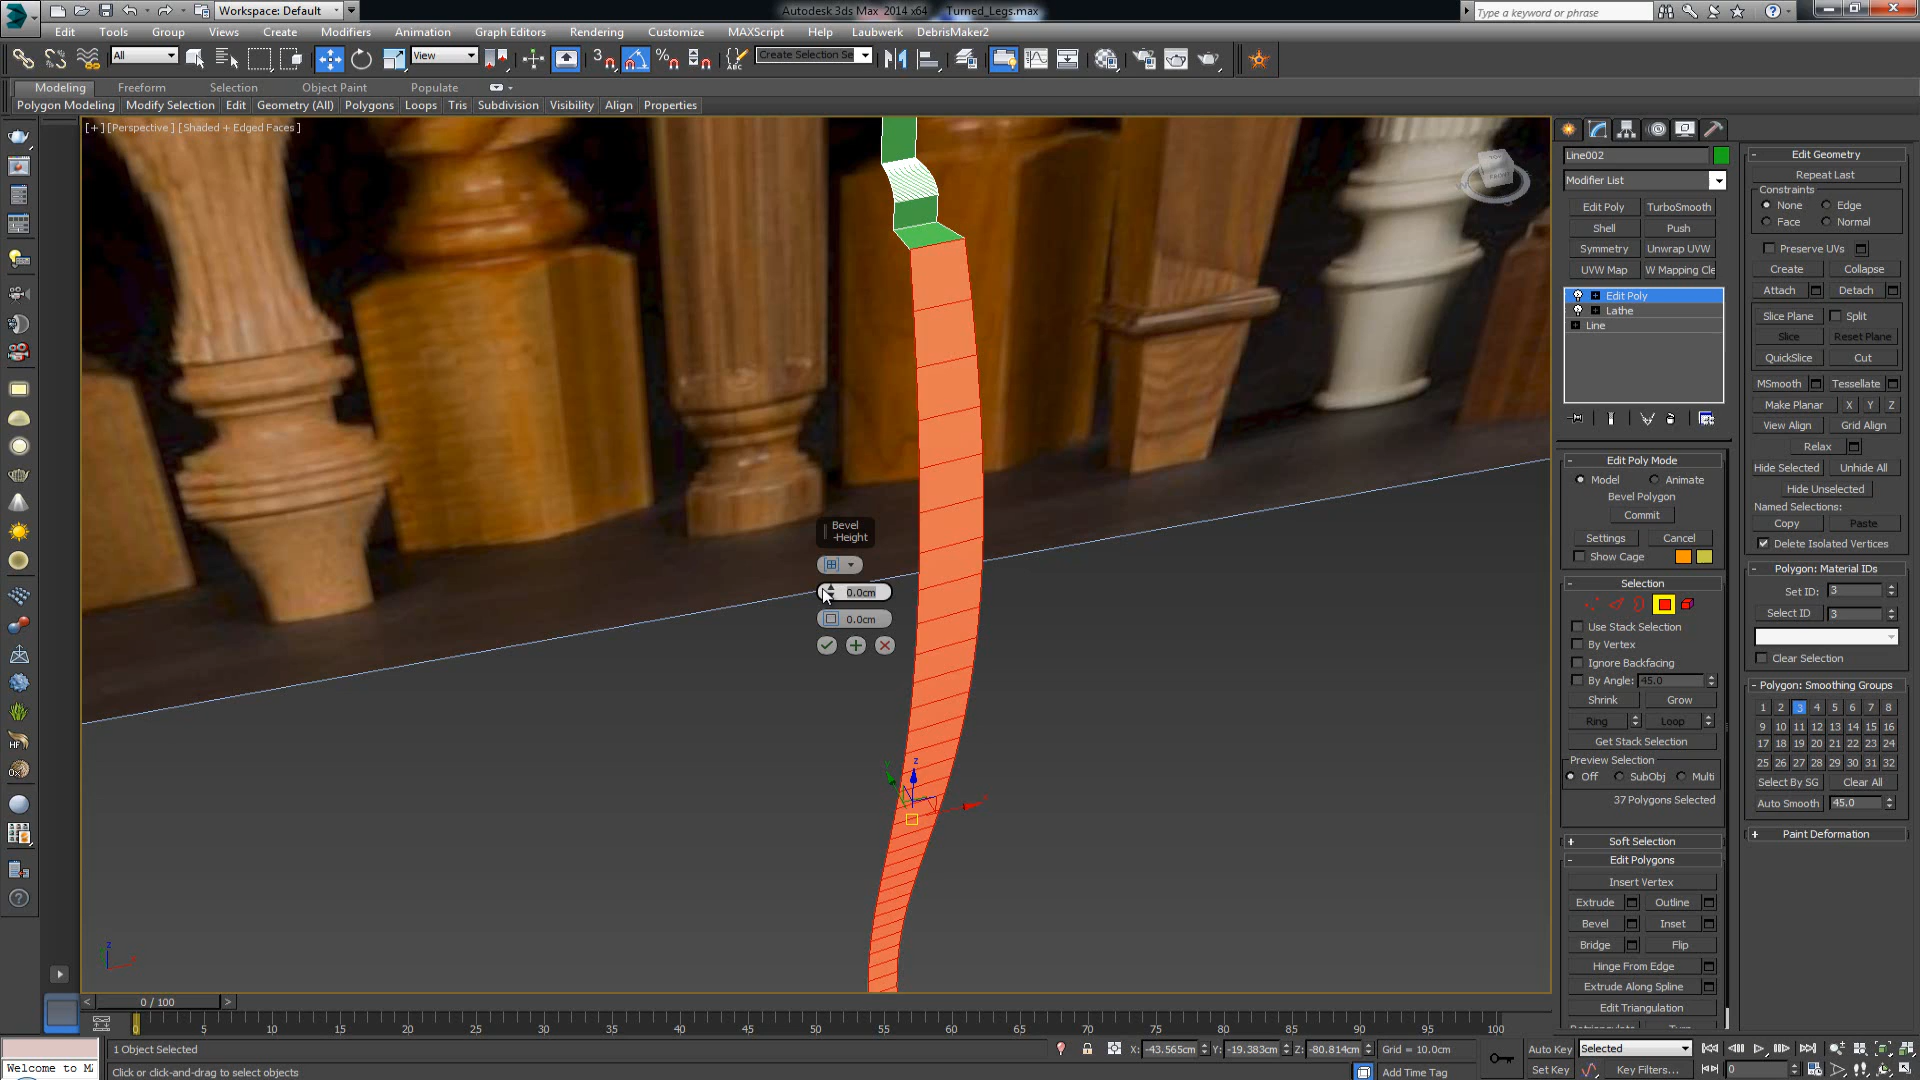 Workspace: Default
Autodesk 3ds Max 2014 x64 Turned_Legs.max
Type a keyword or phrase
Edit Tools Group Views Create Modifiers Animation Graph Editors Rendering Customize MAXScript Help Laubwerk DebrisMaker2
All View Create Selection Se
Modeling Freeform Selection Object Paint Populate
Polygon Modeling Modify Selection Edit Geometry (All) Polygons Loops Tris Subdivision Visibility Align Properties
[+] [Perspective] [Shaded + Edged Faces]
Bevel
-Height
0.0cm
0.0cm
Line002
Modifier List
Edit Poly TurboSmooth
Shell Push
Symmetry Unwrap UVW
UVW Map W Mapping Cle
Edit Poly
Lathe
Line
Edit Poly Mode
Model Animate
Bevel Polygon
Commit
Settings Cancel
Show Cage
Selection
Use Stack Selection
By Vertex
Ignore Backfacing
By Angle: 45.0
Shrink Grow
Ring Loop
Get Stack Selection
Preview Selection
Off SubObj Multi
37 Polygons Selected
Soft Selection
Edit Polygons
Insert Vertex
Extrude Outline
Bevel Inset
Bridge Flip
Hinge From Edge
Extrude Along Spline
Edit Triangulation
Edit Geometry
Repeat Last
Constraints
None Edge
Face Normal
Preserve UVs
Create Collapse
Attach Detach
Slice Plane Split
Slice Reset Plane
QuickSlice Cut
MSmooth Tessellate
Make Planar X Y Z
View Align Grid Align
Relax
Hide Selected Unhide All
Hide Unselected
Named Selections:
Copy Paste
Delete Isolated Vertices
Polygon: Material IDs
Set ID: 3
Select ID 3
Clear Selection
Polygon: Smoothing Groups
1 2 3 4 5 6 7 8
9 10 11 12 13 14 15 16
17 18 19 20 21 22 23 24
25 26 27 28 29 30 31 32
Select By SG Clear All
Auto Smooth 45.0
Paint Deformation
0 / 100
0 5 10 15 20 25 30 35 40 45 50 55 60 65 70 75 80 85 90 95 100
1 Object Selected
X: -43.565cm Y: -19.383cm Z: -80.814cm Grid = 10.0cm
Auto Key Selected
Welcome to MA
Click or click-and-drag to select objects
Add Time Tag
Set Key Key Filters... 0